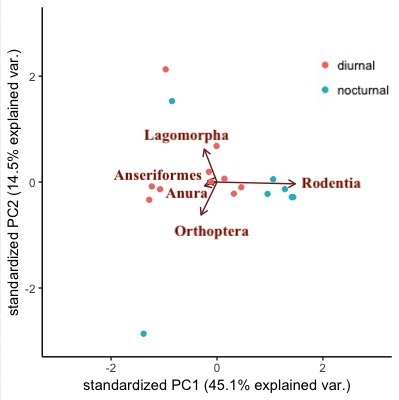 diurnal
nocturnal
Lagomorpha
Anseriformes
Anura
Rodentia
Orthoptera
2
0
-2
-2
0
2
standardized PC1 (45.1% explained var.)
standardized PC2 (14.5% explained var.)